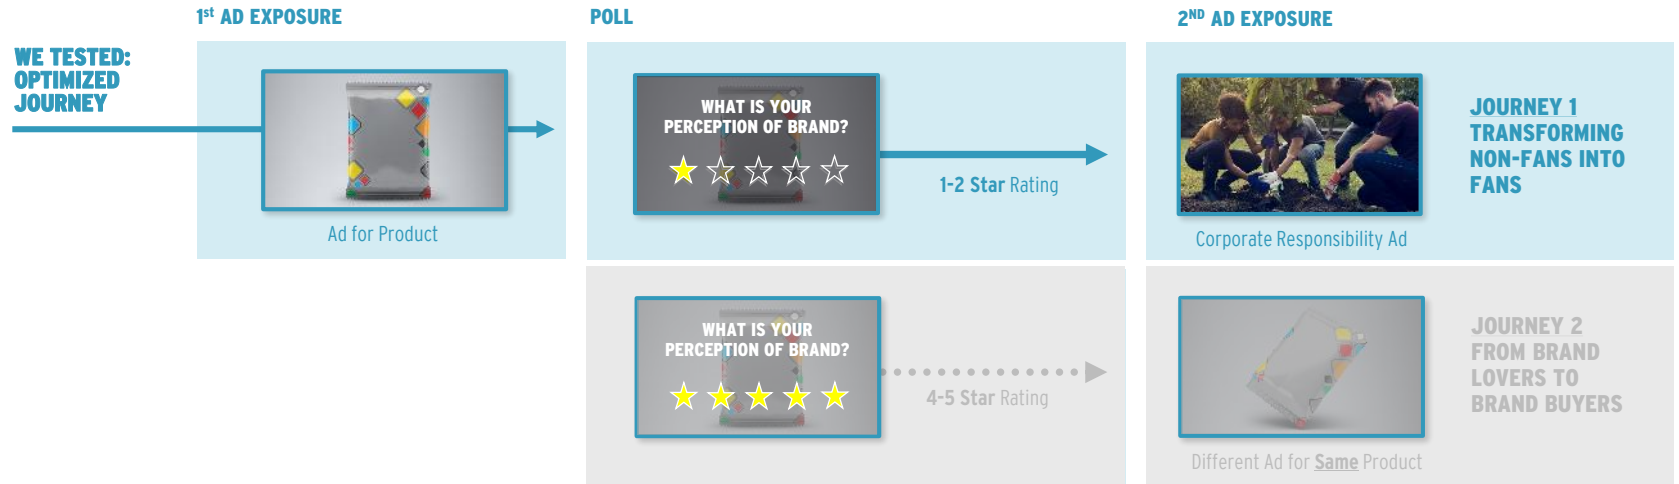 1st AD EXPOSURE
POLL
2ND AD EXPOSURE
WE TESTED:
OPTIMIZED
JOURNEY
Ad for Product
WHAT IS YOUR
PERCEPTION OF BRAND?
1-2 Star Rating
Corporate Responsibility Ad
JOURNEY 1
TRANSFORMING
NON-FANS INTO
FANS
WHAT IS YOUR
PERCEPTION OF BRAND?
4-5 Star Rating
Different Ad for Same Product
JOURNEY 2
FROM BRAND
LOVERS TO
BRAND BUYERS